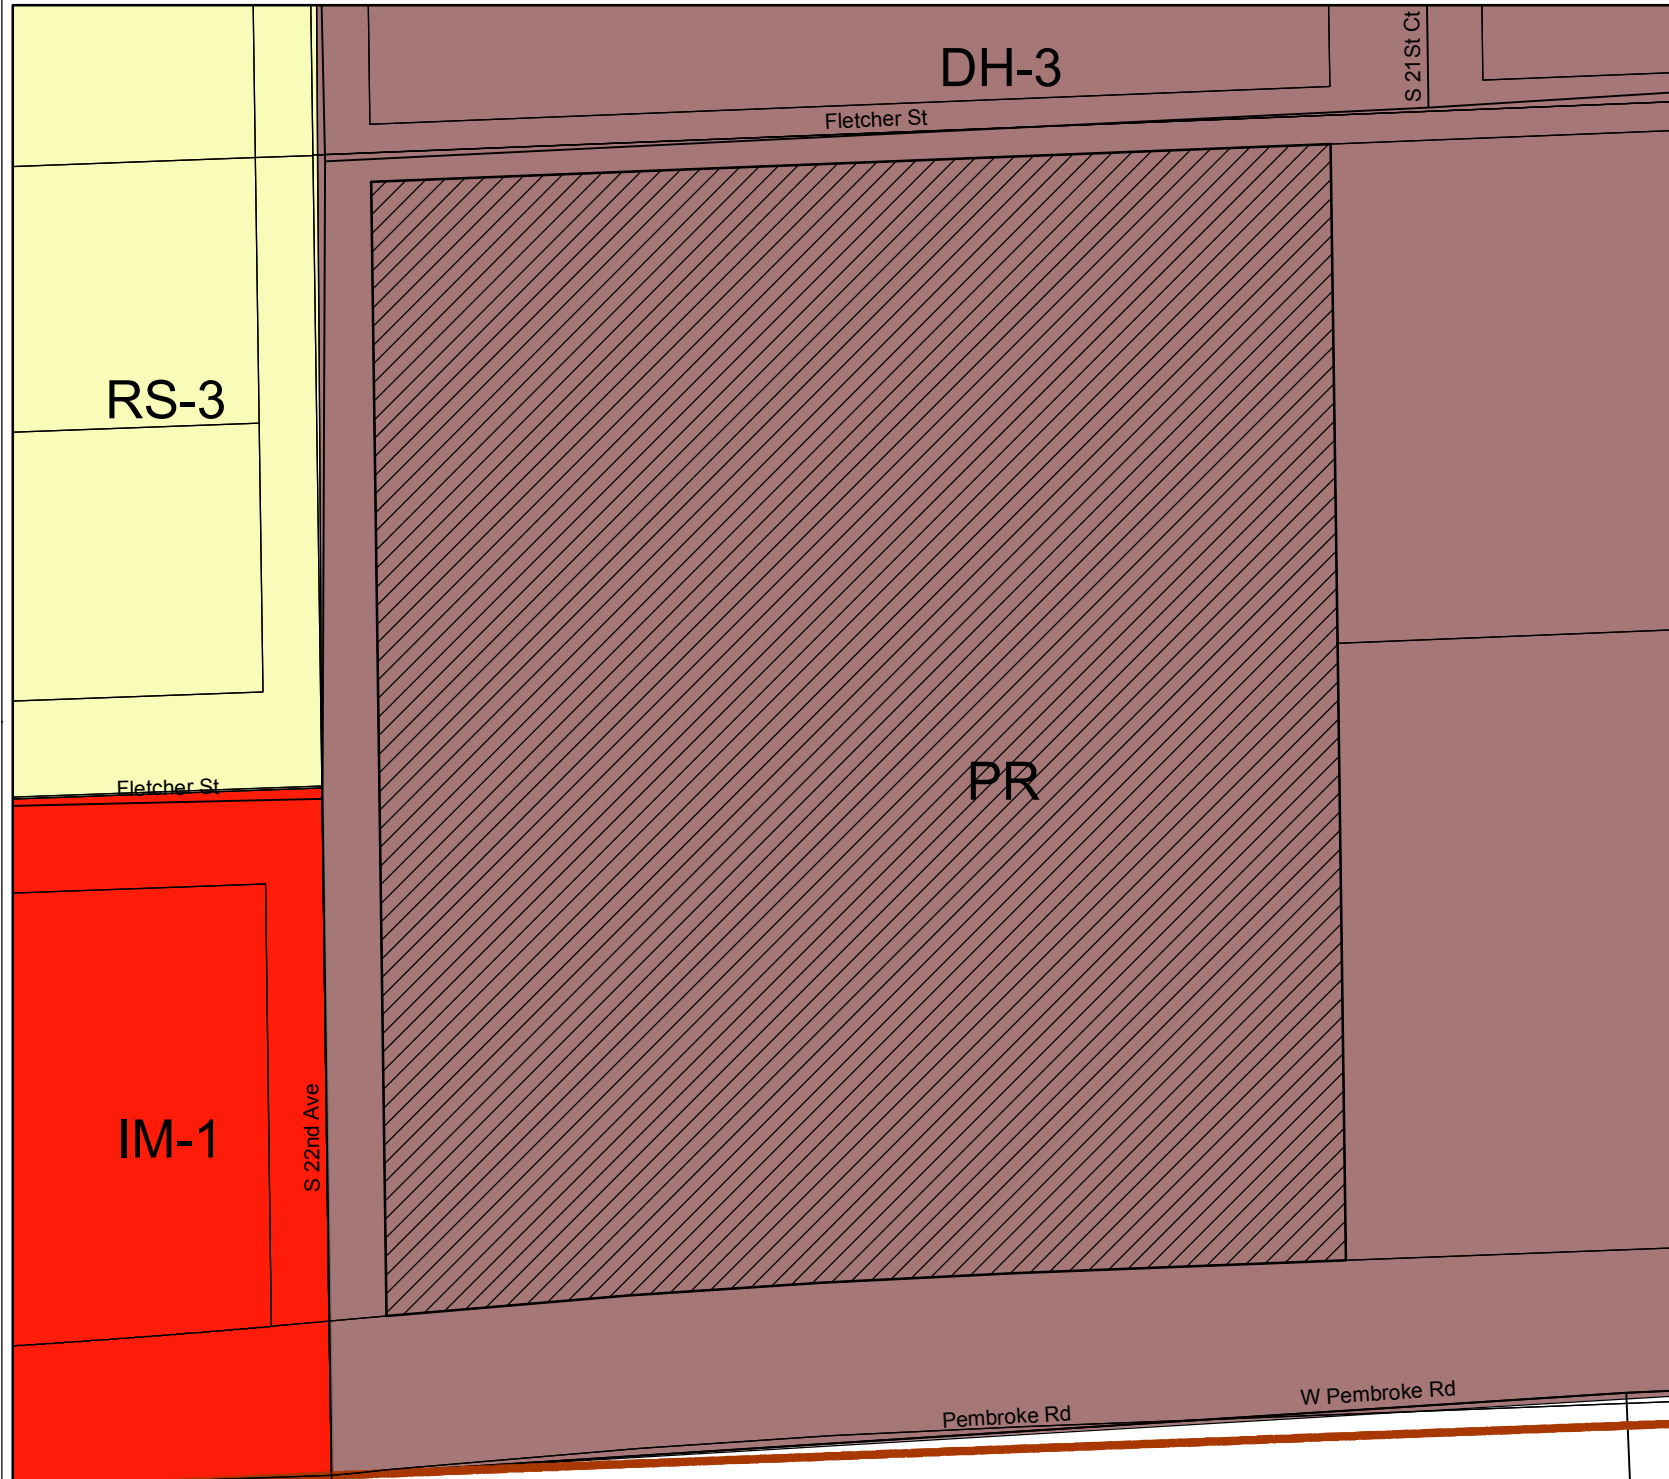 DH-3
S 21St Ct
Fletcher St
RS-3
PR
Fletcher St
IM-1
S 22nd Ave
W Pembroke Rd
Pembroke Rd